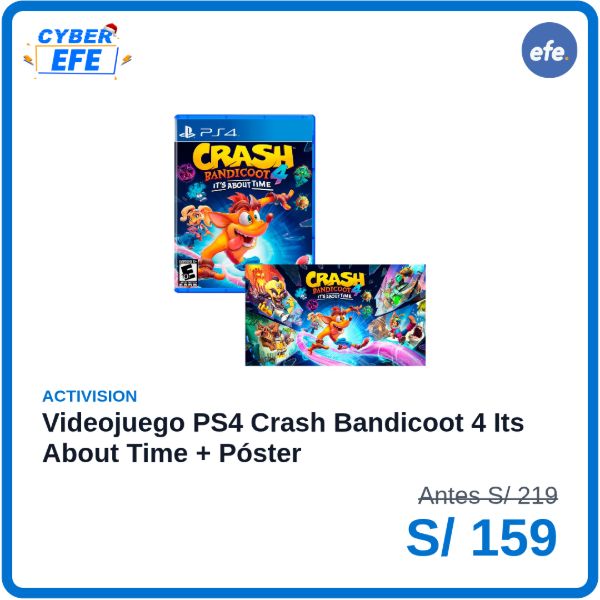 CYBER
EFE
efe.
PS4
CRASH
BANDICOOT 4
IT'S ABOUT TIME
E
CRASH
BANDICOOT 4
IT'S ABOUT TIME
ACTIVISION
Videojuego PS4 Crash Bandicoot 4 Its
About Time + Póster
Antes S/ 219
S/ 159